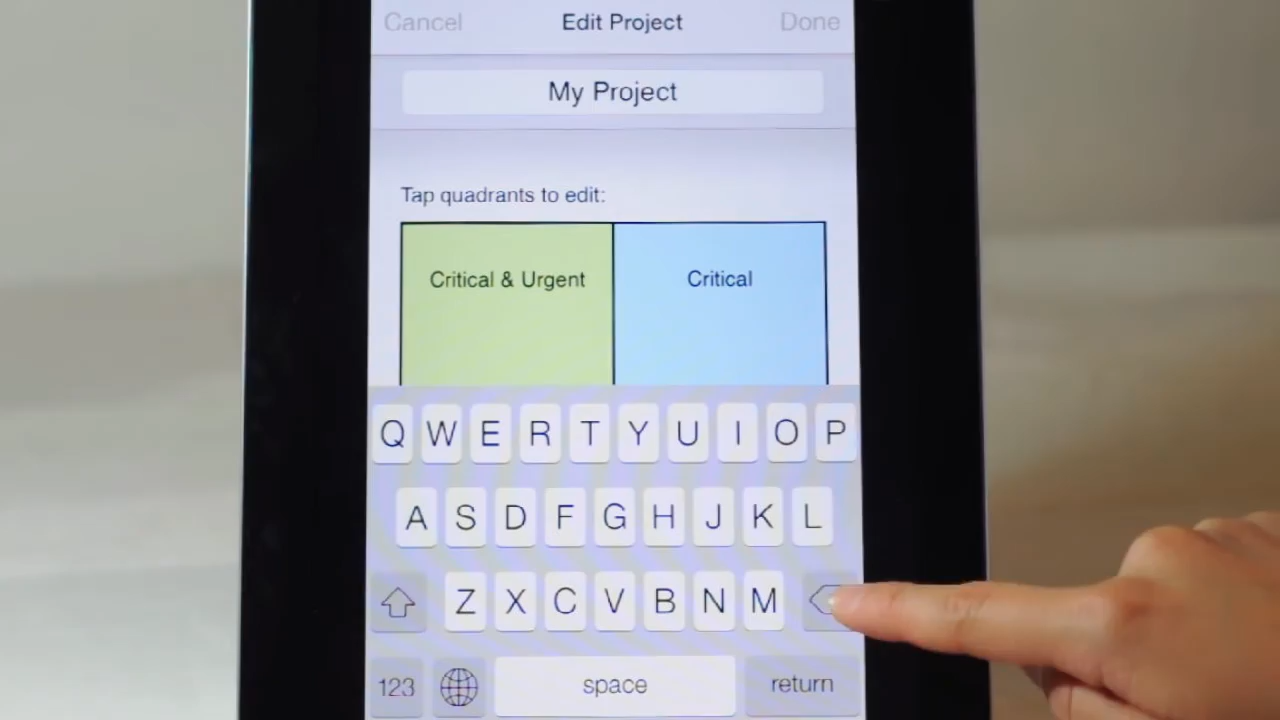 Cancel Edit Project Done
My Project
Tap quadrants to edit:
Critical & Urgent Critical
Q W E R T Y U I O P
A S D F G H J K L
Z X C V B N M
123 space return